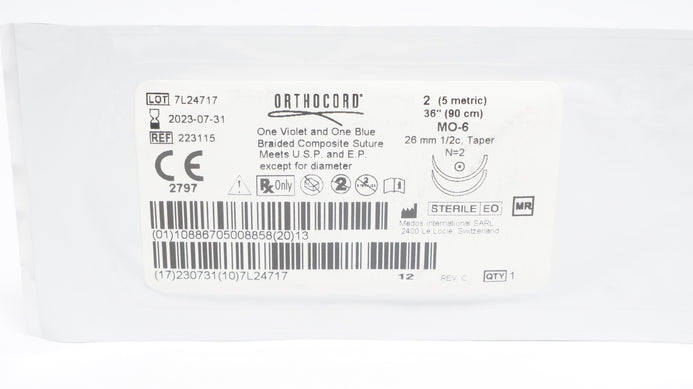 LOT 7L24717
2023-07-31
REF 223115
CE
2797
ORTHOCORD®
One Violet and One Blue
Braided Composite Suture
Meets U.S.P. and E.P.
except for diameter
Rx Only
2 (5 metric)
36" (90 cm)
MO-6
26 mm 1/2c, Taper
N=2
STERILE EO
MR
Medos International SARL
2400 Le Locle, Switzerland
(01)10886705008858(20)13
(17)230731(10)7L24717
12
REV. C
QTY 1